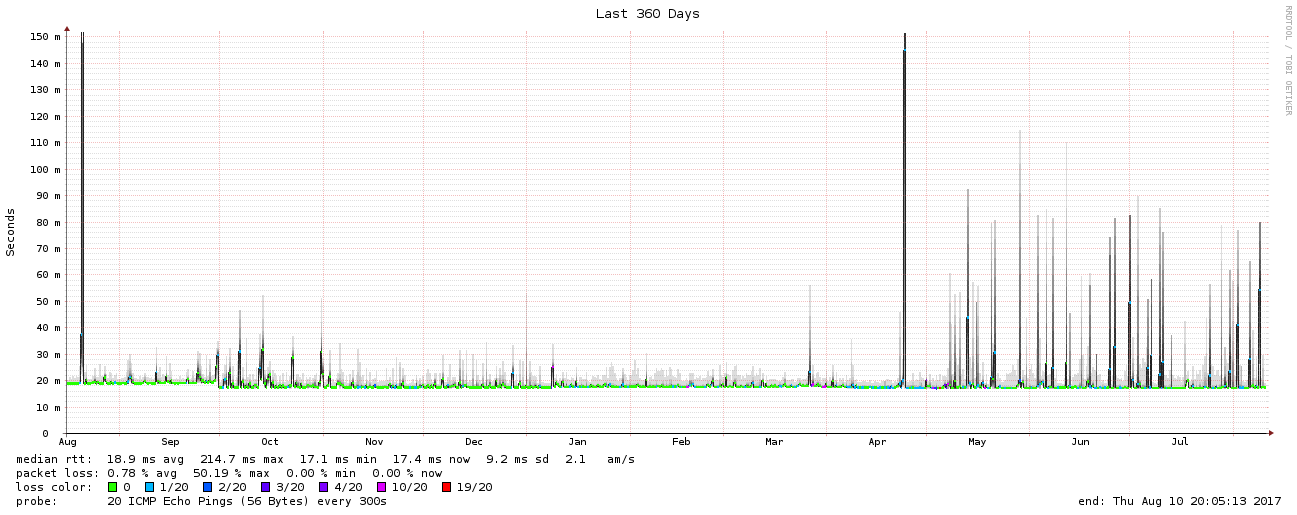 Last 360 Days
RRDTOOL / TOBI OETIKER
Seconds
150 m
140 m
130 m
120 m
110 m
100 m
90 m
80 m
70 m
60 m
50 m
40 m
30 m
20 m
10 m
0
Aug Sep Oct Nov Dec Jan Feb Mar Apr May Jun Jul
median rtt: 18.9 ms avg 214.7 ms max 17.1 ms min 17.4 ms now 9.2 ms sd 2.1 am/s
packet loss: 0.78 % avg 50.19 % max 0.00 % min 0.00 % now
loss color: 0 1/20 2/20 3/20 4/20 10/20 19/20
probe: 20 ICMP Echo Pings (56 Bytes) every 300s
end: Thu Aug 10 20:05:13 2017